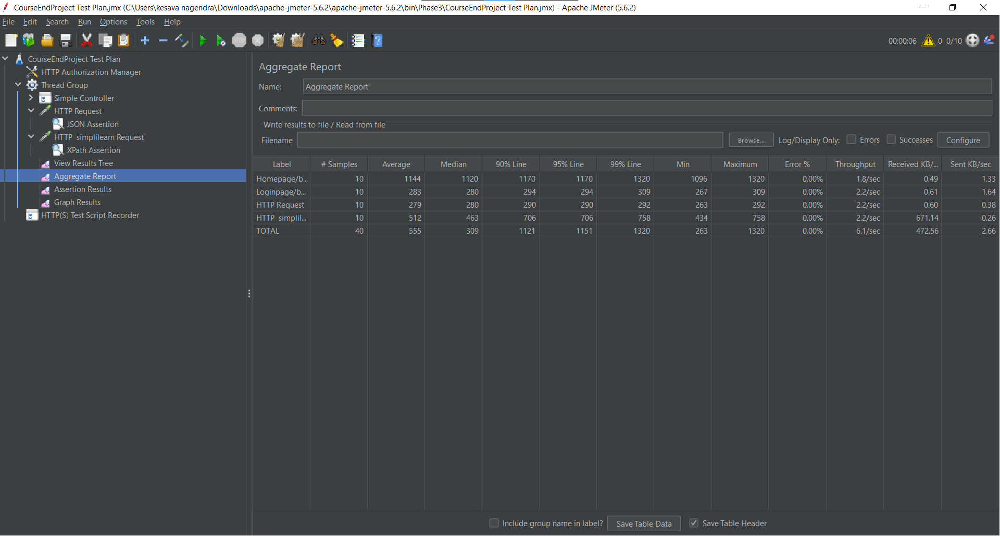 CourseEndProject Test Plan.jmx (C:\Users\kesava nagendra\Downloads\apache-jmeter-5.6.2\apache-jmeter-5.6.2\bin\Phase3\CourseEndProject Test Plan.jmx) - Apache JMeter (5.6.2)
File Edit Search Run Options Tools Help
STOP 00:00:06 0 0/10
CourseEndProject Test Plan
HTTP Authorization Manager
Thread Group
Simple Controller
HTTP Request
JSON Assertion
HTTP simplilearn Request
XPath Assertion
View Results Tree
Aggregate Report
Assertion Results
Graph Results
HTTP(S) Test Script Recorder
Aggregate Report
Name: Aggregate Report
Comments:
Write results to file / Read from file
Filename Browse... Log/Display Only: Errors Successes Configure
Label # Samples Average Median 90% Line 95% Line 99% Line Min Maximum Error % Throughput Received KB/... Sent KB/sec
Homepage/b... 10 1144 1120 1170 1170 1320 1096 1320 0.00% 1.8/sec 0.49 1.33
Loginpage/b... 10 283 280 294 294 309 267 309 0.00% 2.2/sec 0.61 1.64
HTTP Request 10 279 280 290 290 292 263 292 0.00% 2.2/sec 0.60 0.38
HTTP simplil... 10 512 463 706 706 758 434 758 0.00% 2.2/sec 671.14 0.26
TOTAL 40 555 309 1121 1151 1320 263 1320 0.00% 6.1/sec 472.56 2.66
Include group name in label? Save Table Data Save Table Header